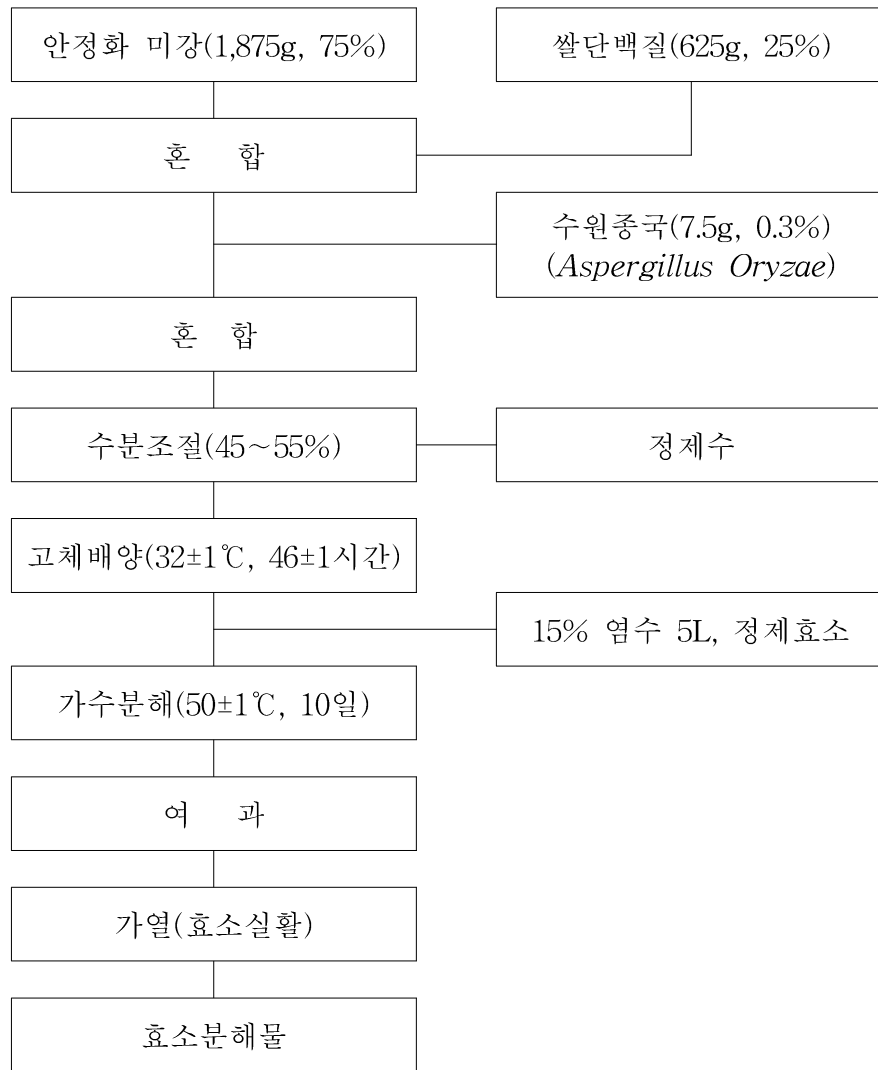 안정화 미강(1,875g, 75%)
쌀단백질(625g, 25%)
혼 합
수원종국(7.5g, 0.3%)
(Aspergillus Oryzae)
혼 합
수분조절(45~55%)
정제수
고체배양(32±1℃, 46±1시간)
15% 염수 5L, 정제효소
가수분해(50±1℃, 10일)
여 과
가열(효소실활)
효소분해물